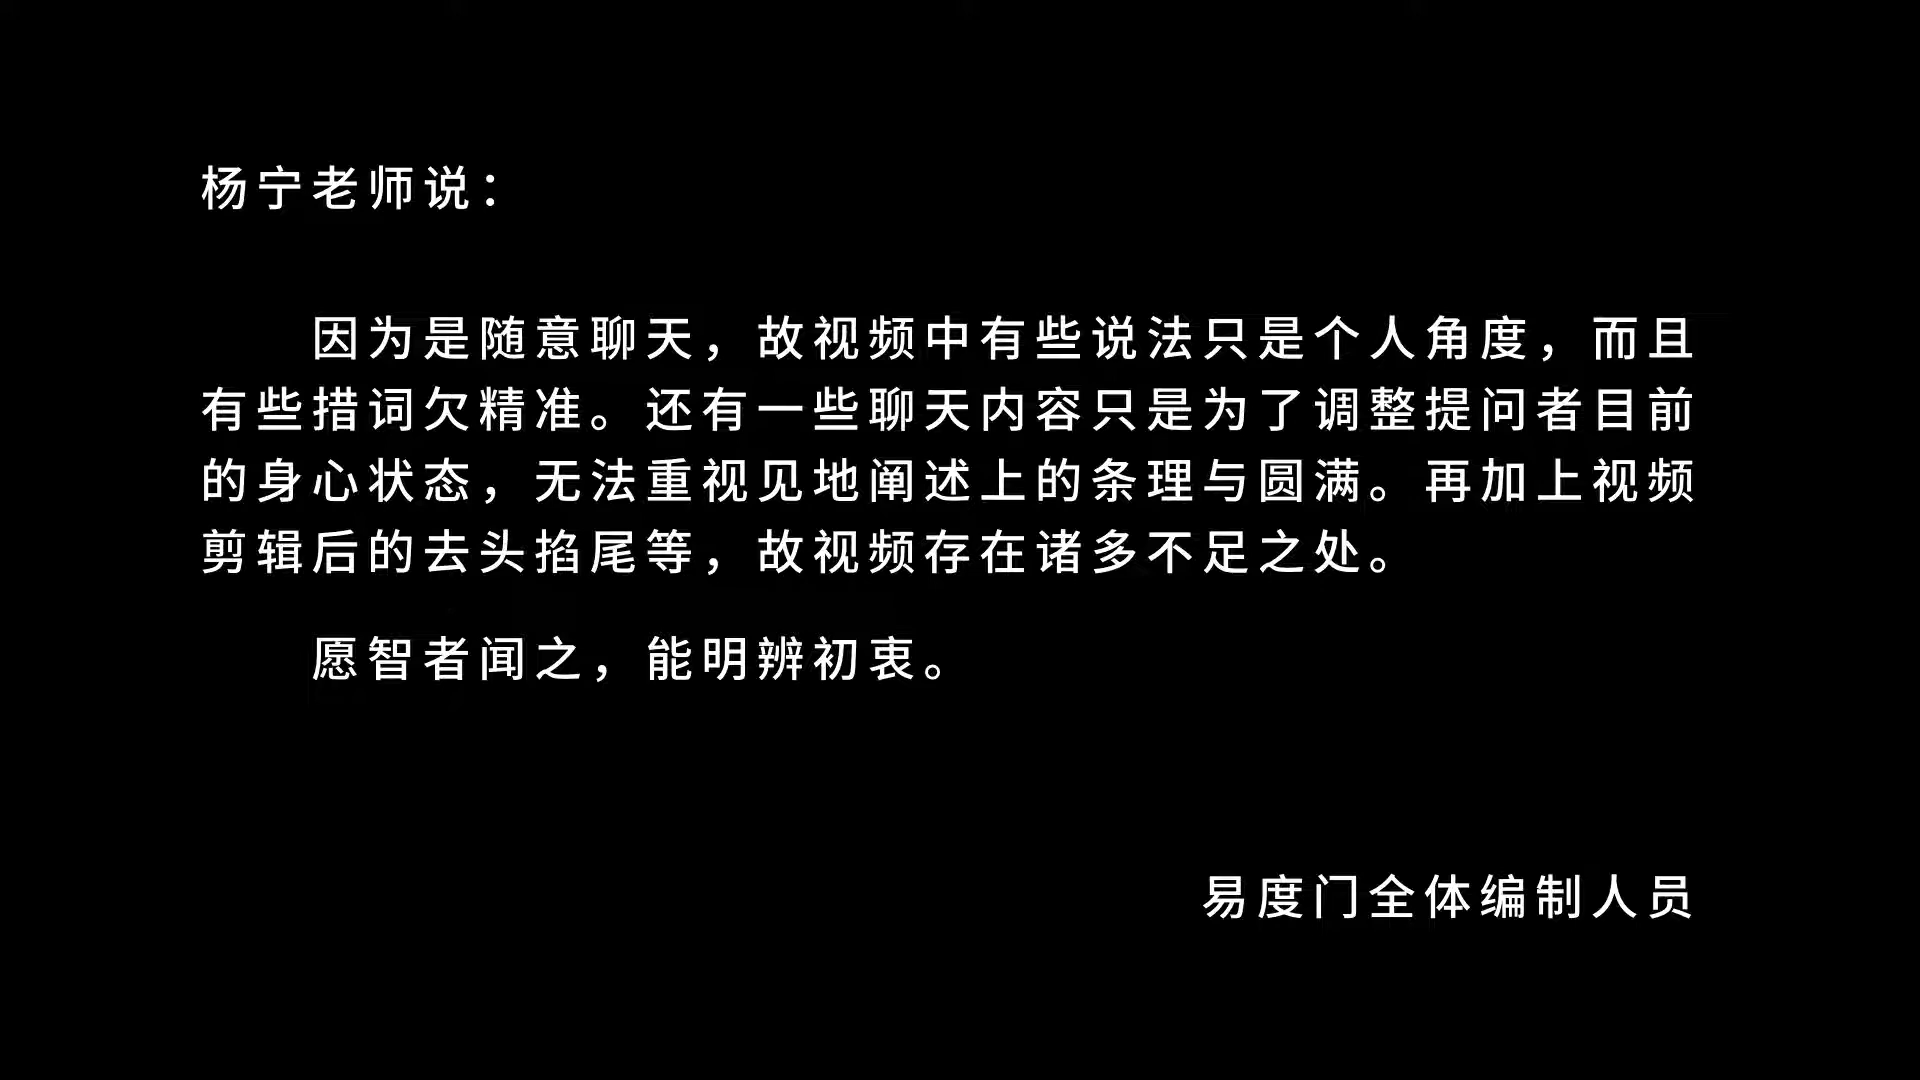 杨宁老师说：
因为是随意聊天，故视频中有些说法只是个人角度，而且
有些措词欠精准。还有一些聊天内容只是为了调整提问者目前
的身心状态，无法重视见地阐述上的条理与圆满。再加上视频
剪辑后的去头掐尾等，故视频存在诸多不足之处。
愿智者闻之，能明辨初衷。
易度门全体编制人员